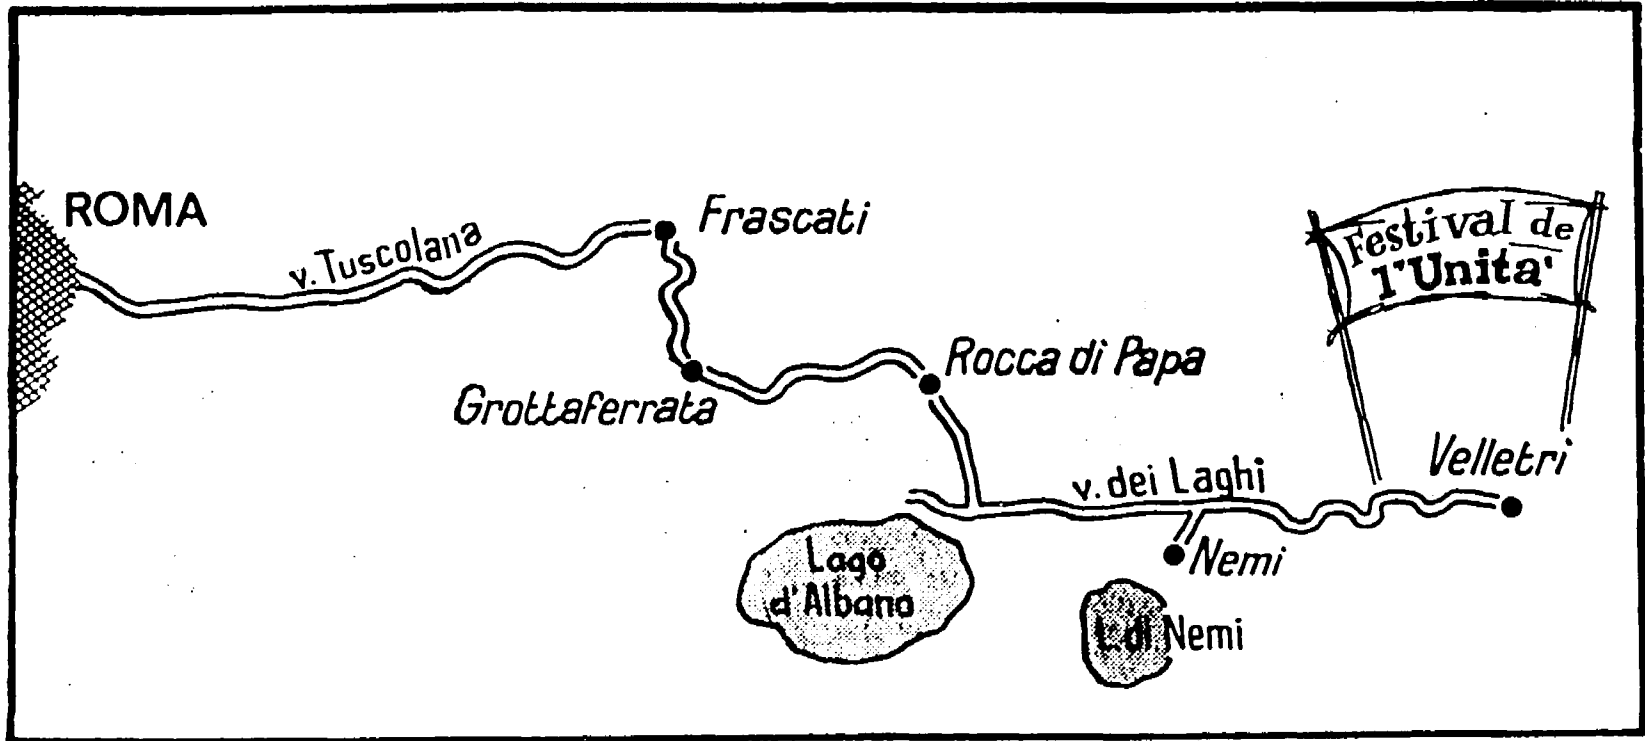 ROMA
v. Tuscolana
Frascati
Festival de
l'Unita'
Grottaferrata
Rocca di Papa
Velletri
v. dei Laghi
Nemi
Lago
d'Albano
L. di Nemi